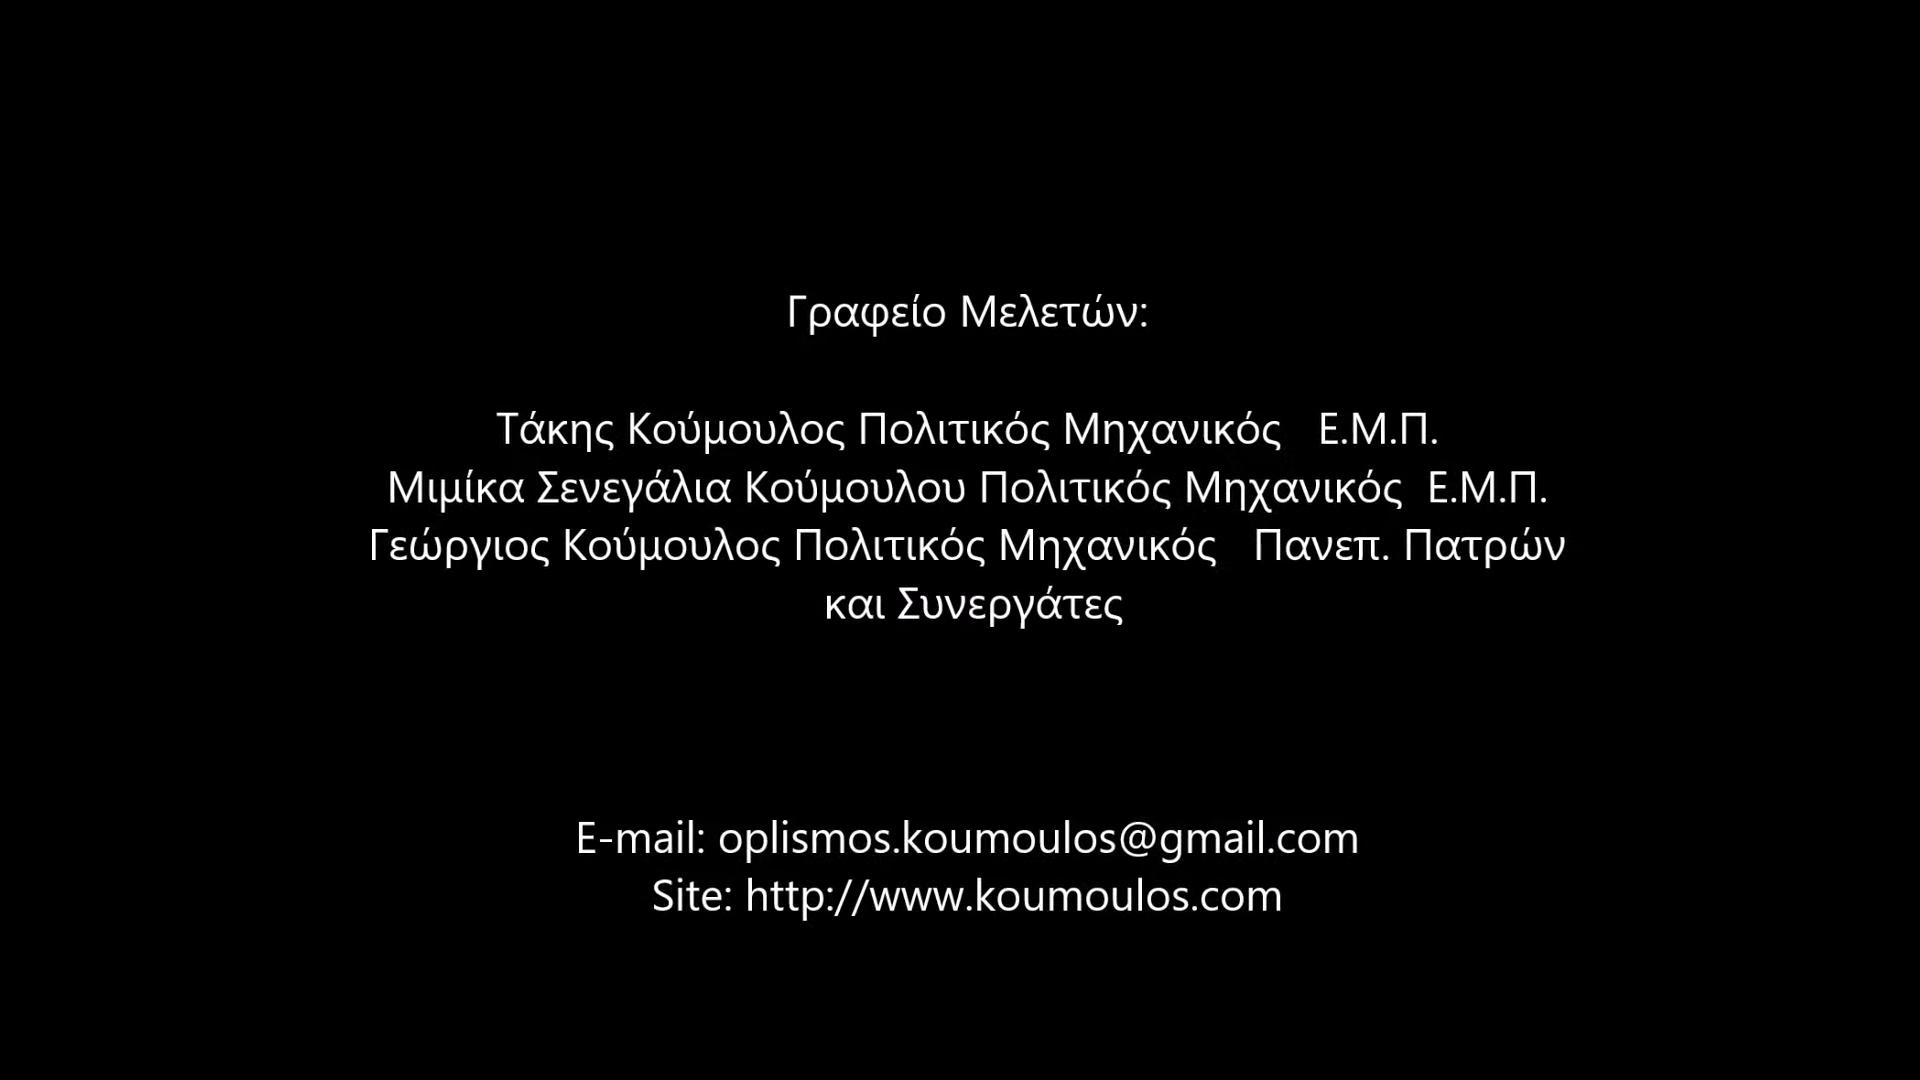 Γραφείο Μελετών:
Τάκης Κούμουλος Πολιτικός Μηχανικός Ε.Μ.Π.
Μιμίκα Σενεγάλια Κούμουλου Πολιτικός Μηχανικός Ε.Μ.Π.
Γεώργιος Κούμουλος Πολιτικός Μηχανικός Πανεπ. Πατρών
και Συνεργάτες
E-mail: oplismos.koumoulos@gmail.com
Site: http://www.koumoulos.com